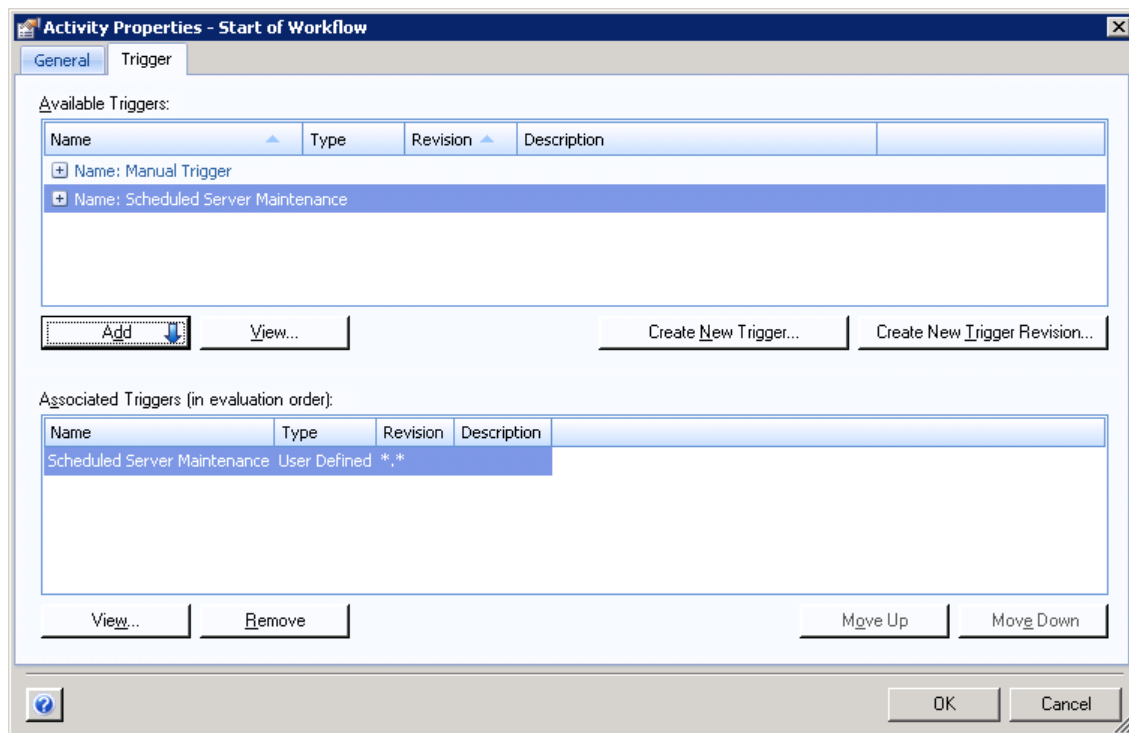 Activity Properties - Start of Workflow
General Trigger
Available Triggers:
Name Type Revision Description
Name: Manual Trigger
Name: Scheduled Server Maintenance
Add View... Create New Trigger... Create New Trigger Revision...
Associated Triggers (in evaluation order):
Name Type Revision Description
Scheduled Server Maintenance User Defined *.*
View... Remove Move Up Move Down
OK Cancel